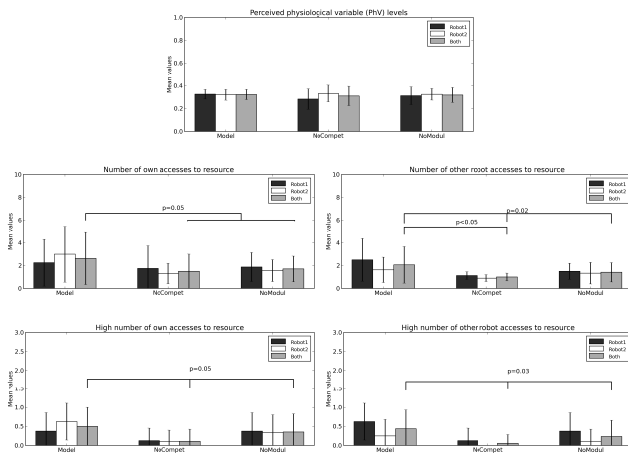 Perceived physiological variable (PhV) levels
1.0
0.8
0.6
0.4
0.2
0.0
Mean values
Robot1
Robot2
Both
Model
NoCompet
NoModul
Number of own accesses to resource
10
8
6
4
2
0
Mean values
p=0.05
Robot1
Robot2
Both
Model
NoCompet
NoModul
Number of other root accesses to resource
10
8
6
4
2
0
Mean values
p=0.02
p<0.05
Robot1
Robot2
Both
Model
NoCompet
NoModul
High number of own accesses to resource
3.0
2.5
2.0
1.5
1.0
0.5
0.0
Mean values
p=0.05
Robot1
Robot2
Both
Model
NoCompet
NoModul
High number of other robot accesses to resource
3.0
2.5
2.0
1.5
1.0
0.5
0.0
Mean values
p=0.03
Robot1
Robot2
Both
Model
NoCompet
NoModul